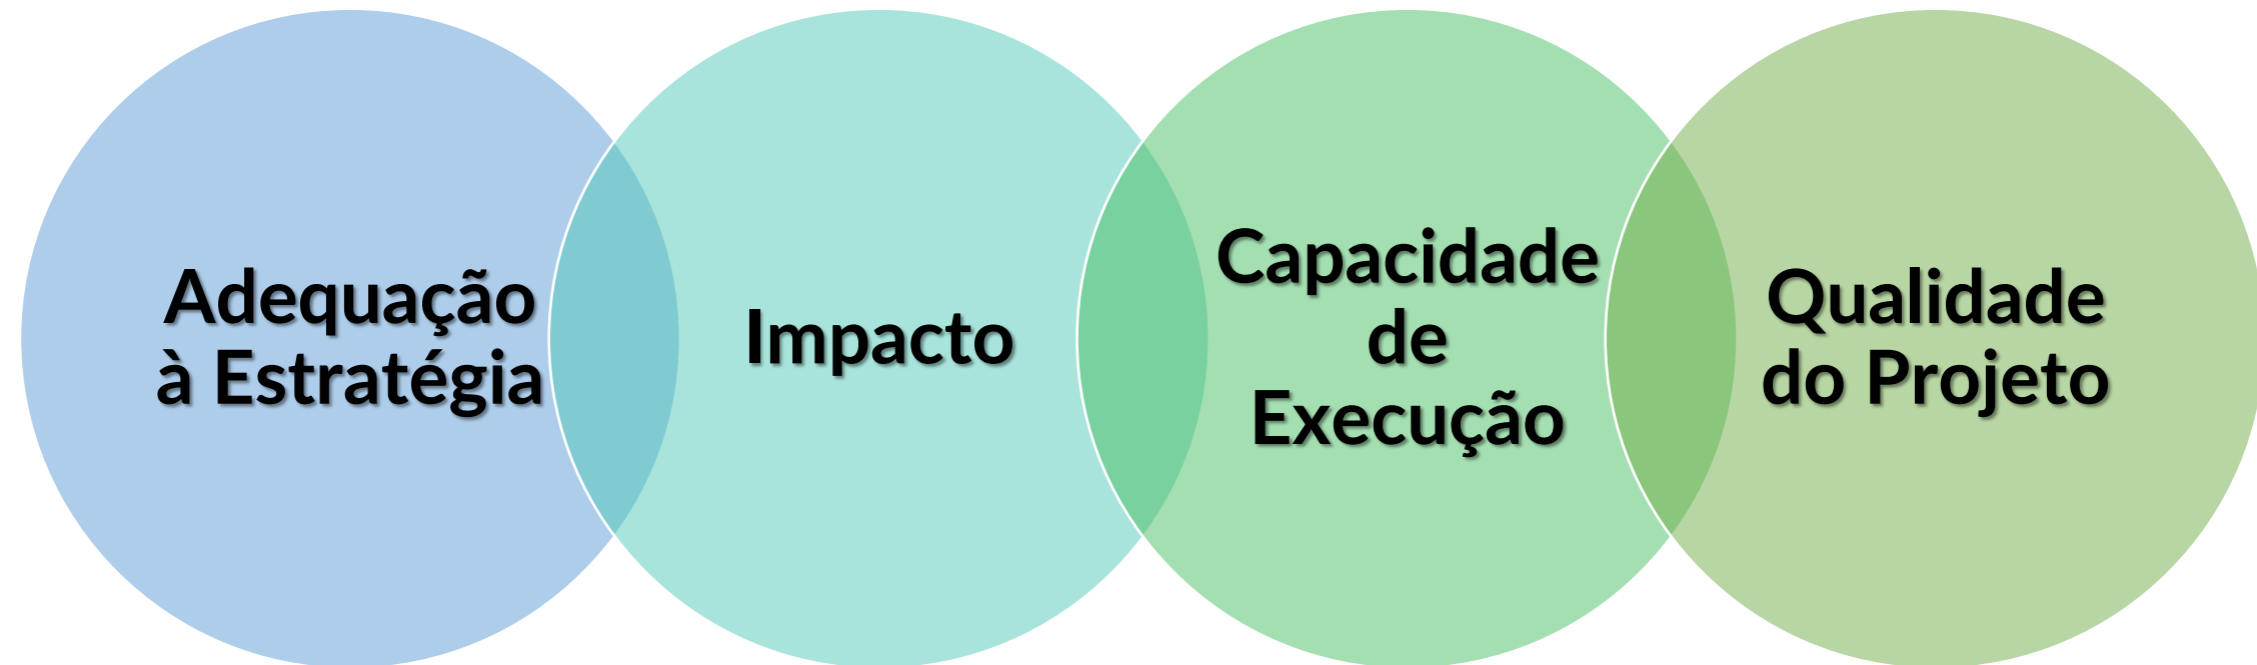 Adequação
à Estratégia
Impacto
Capacidade
de
Execução
Qualidade
do Projeto